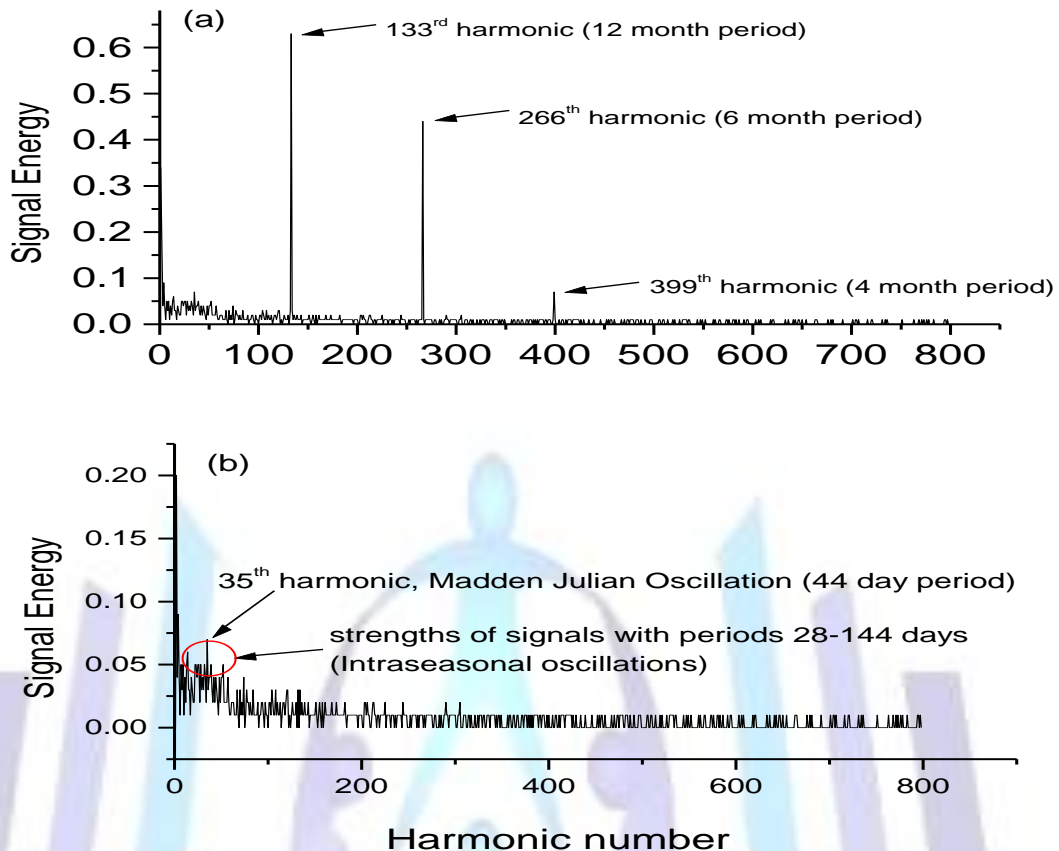 (a)
133rd harmonic (12 month period)
266th harmonic (6 month period)
399th harmonic (4 month period)
Signal Energy
0.6
0.5
0.4
0.3
0.2
0.1
0.0
0 100 200 300 400 500 600 700 800
(b)
35th harmonic, Madden Julian Oscillation (44 day period)
strengths of signals with periods 28-144 days
(Intraseasonal oscillations)
Signal Energy
0.20
0.15
0.10
0.05
0.00
0 200 400 600 800
Harmonic number